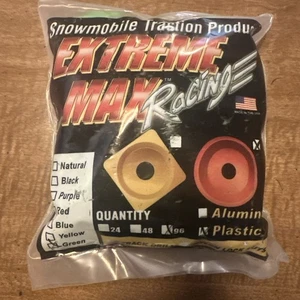 Snowmobile Traction Produ
EXTREME
MAX
Racing
Natural
Black
Purple
Red
Blue
Yellow
Green
QUANTITY
24 48 96
Alumin
Plastic